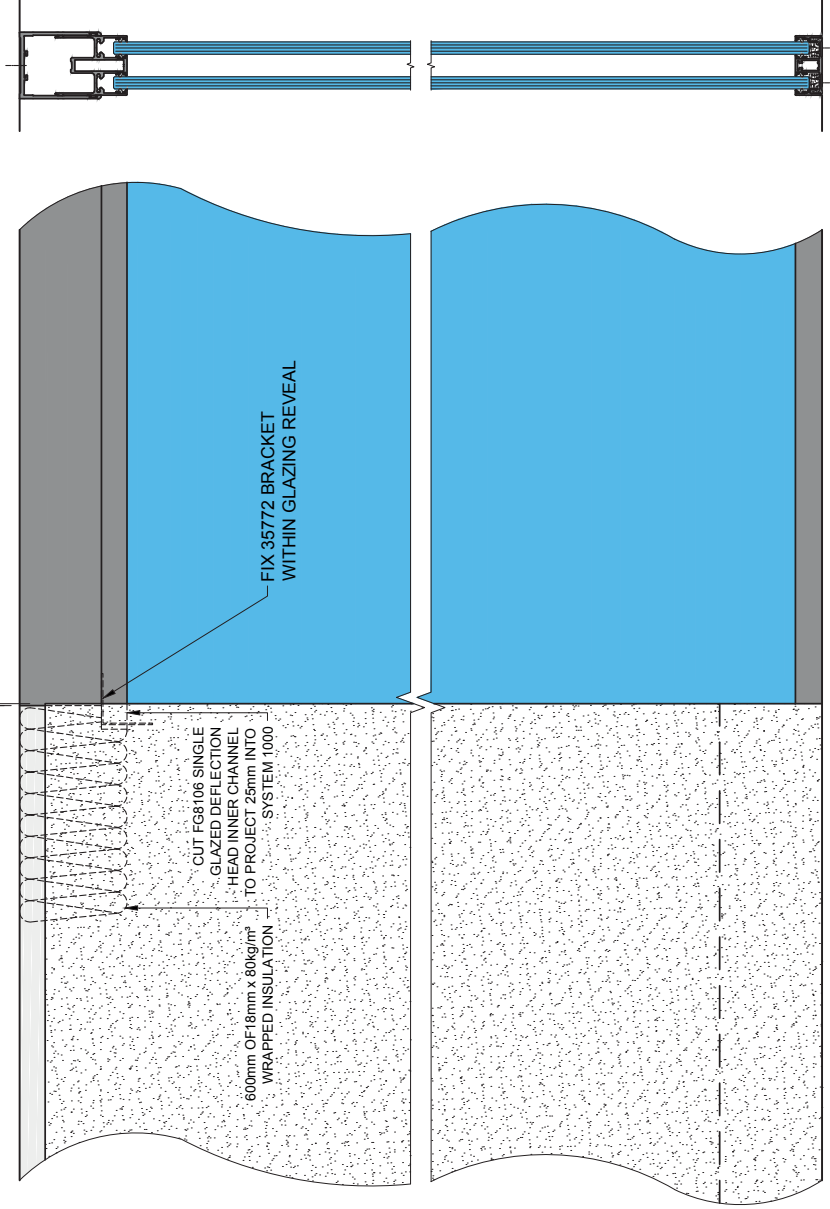 FIX 35772 BRACKET
WITHIN GLAZING REVEAL
CUT FG8106 SINGLE
GLAZED DEFLECTION
HEAD INNER CHANNEL
TO PROJECT 25mm INTO
SYSTEM 1000
600mm OF18mm x 80kg/m³
WRAPPED INSULATION